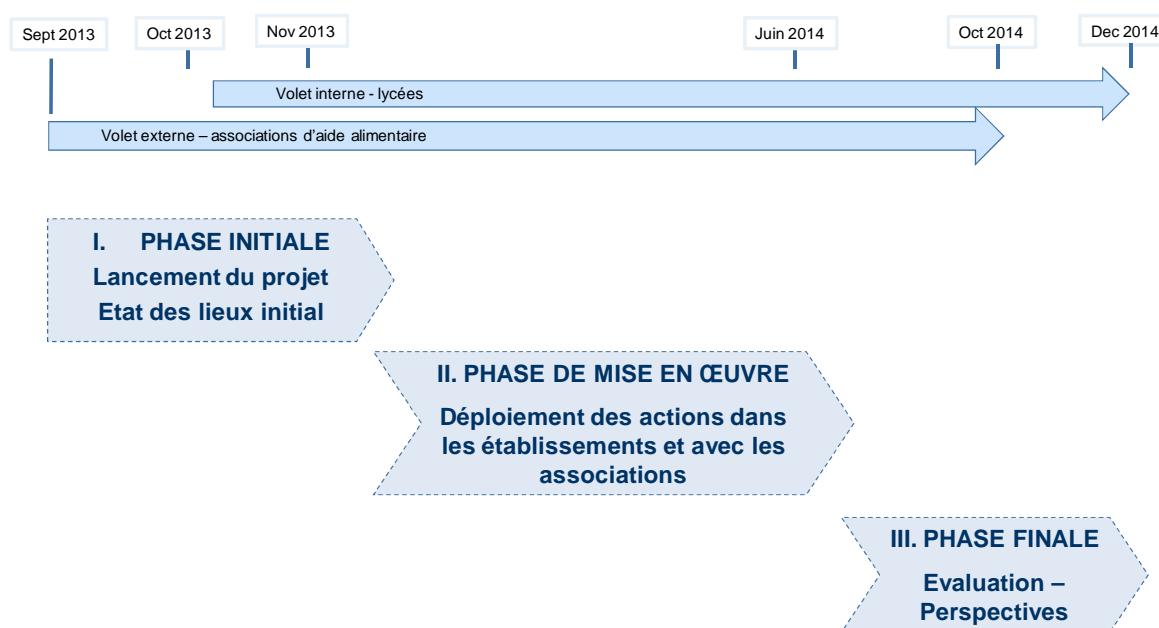 Sept 2013
Oct 2013
Nov 2013
Juin 2014
Oct 2014
Dec 2014
Volet interne - lycées
Volet externe – associations d'aide alimentaire
I. PHASE INITIALE
Lancement du projet
Etat des lieux initial
II. PHASE DE MISE EN ŒUVRE
Déploiement des actions dans
les établissements et avec les
associations
III. PHASE FINALE
Evaluation –
Perspectives